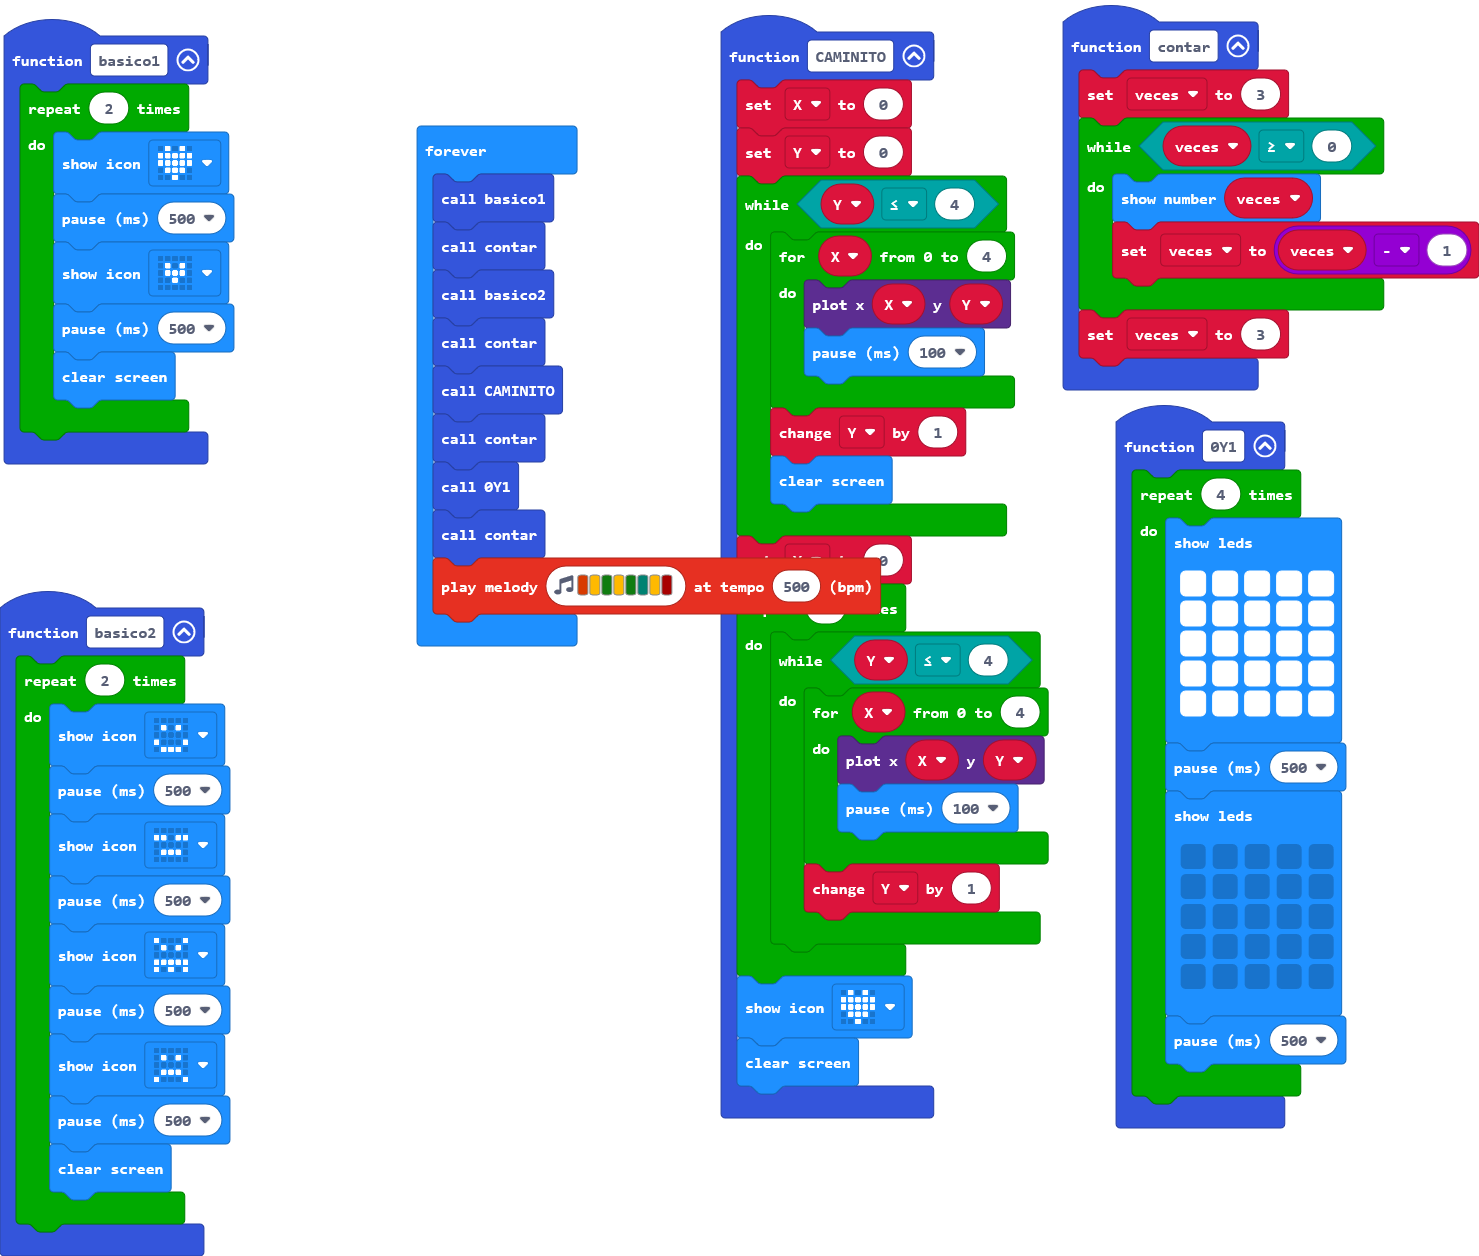 function basico1
repeat 2 times
do
show icon
pause (ms) 500
show icon
pause (ms) 500
clear screen
function basico2
repeat 2 times
do
show icon
pause (ms) 500
show icon
pause (ms) 500
show icon
pause (ms) 500
show icon
pause (ms) 500
clear screen
forever
call basico1
call contar
call basico2
call contar
call CAMINITO
call contar
call 0Y1
call contar
play melody at tempo 500 (bpm)
function CAMINITO
set X to 0
set Y to 0
while Y ≤ 4
do
for X from 0 to 4
do
plot x X y Y
pause (ms) 100
change Y by 1
clear screen
0
es
do
while Y ≤ 4
do
for X from 0 to 4
do
plot x X y Y
pause (ms) 100
change Y by 1
show icon
clear screen
function contar
set veces to 3
while veces ≥ 0
do
show number veces
set veces to veces - 1
set veces to 3
function 0Y1
repeat 4 times
do
show leds
pause (ms) 500
show leds
pause (ms) 500